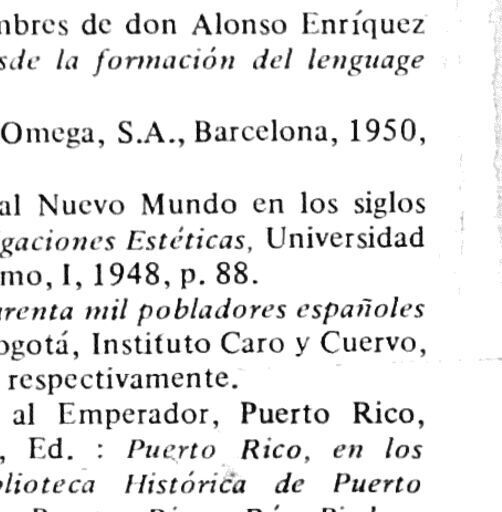 mbres de don Alonso Enríquez
sde la formación del lenguage
Omega, S.A., Barcelona, 1950,
al Nuevo Mundo en los siglos
gaciones Estéticas, Universidad
mo, I, 1948, p. 88.
arenta mil pobladores españoles
ogotá, Instituto Caro y Cuervo,
respectivamente.
al Emperador, Puerto Rico,
, Ed. : Puerto Rico, en los
blioteca Histórica de Puerto